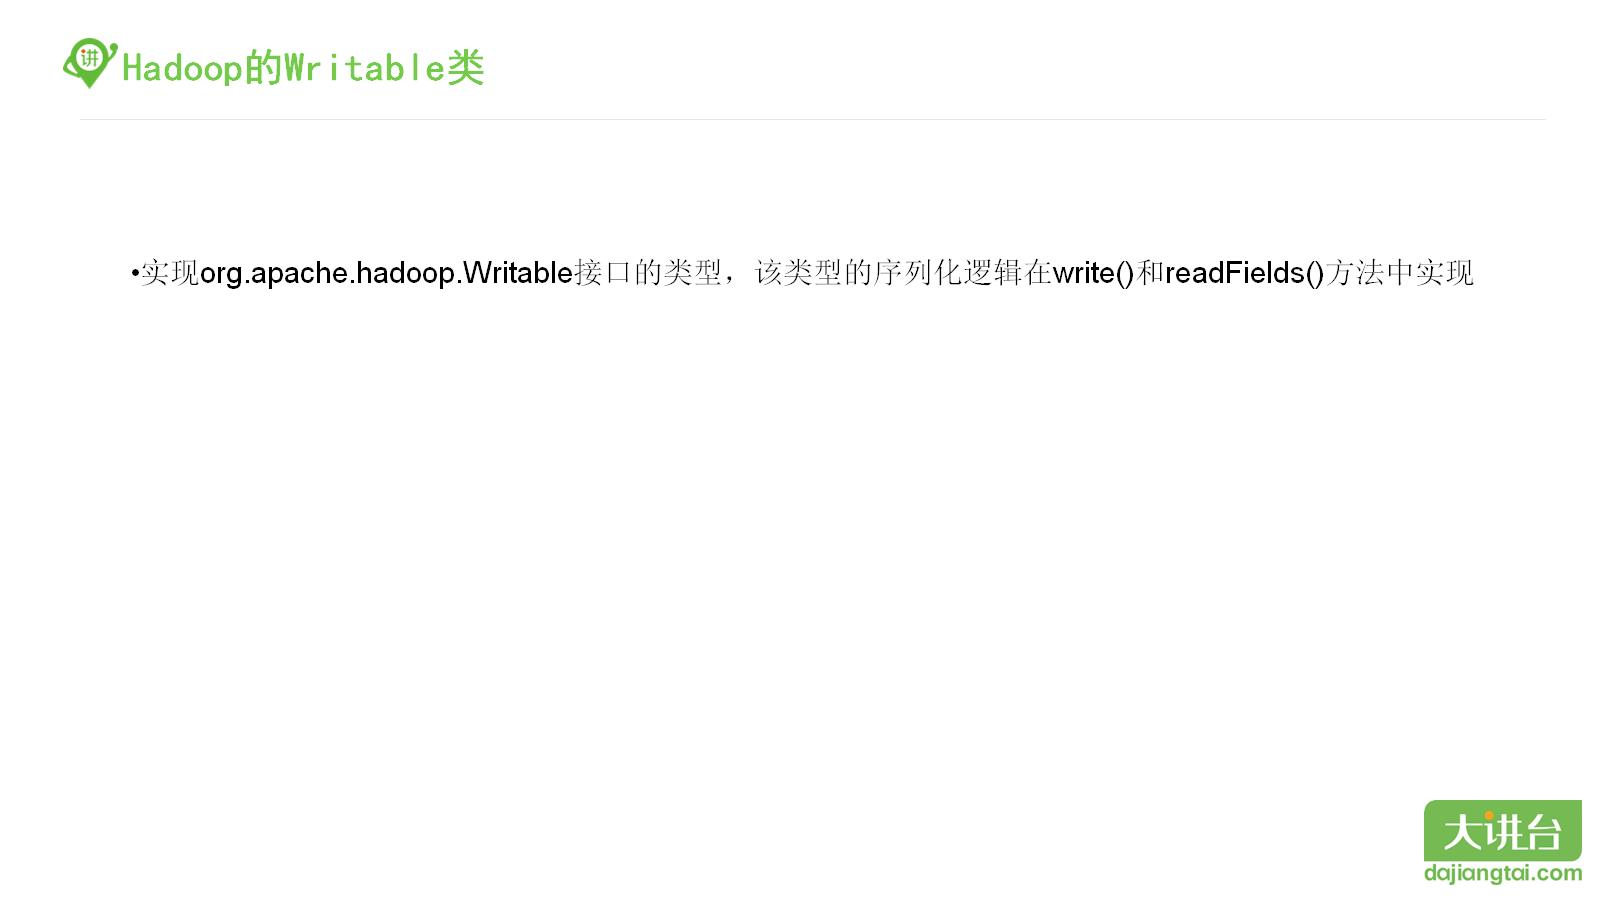 讲
Hadoop的Writable类
•实现org.apache.hadoop.Writable接口的类型，该类型的序列化逻辑在write()和readFields()方法中实现
大讲台
dajiangtai.com